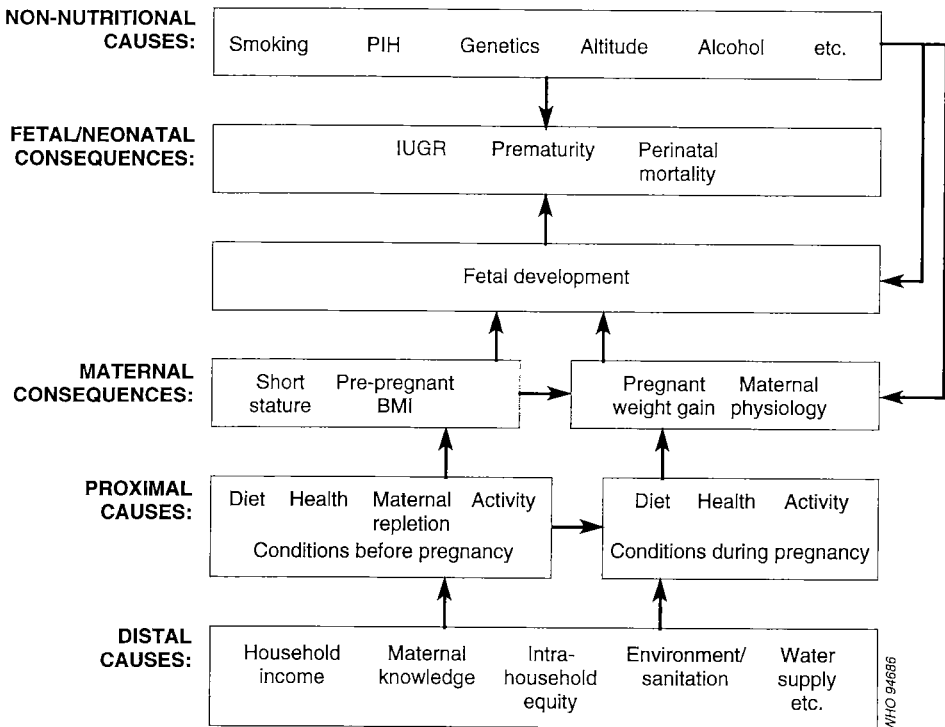 NON-NUTRITIONAL
CAUSES:
Smoking PIH Genetics Altitude Alcohol etc.
FETAL/NEONATAL
CONSEQUENCES:
IUGR Prematurity Perinatal
mortality
Fetal development
MATERNAL
CONSEQUENCES:
Short Pre-pregnant
stature BMI
Pregnant Maternal
weight gain physiology
PROXIMAL
CAUSES:
Diet Health Maternal Activity
repletion
Conditions before pregnancy
Diet Health Activity
Conditions during pregnancy
DISTAL
CAUSES:
Household Maternal Intra- Environment/ Water
income knowledge household sanitation supply
equity etc.
WHO 94686